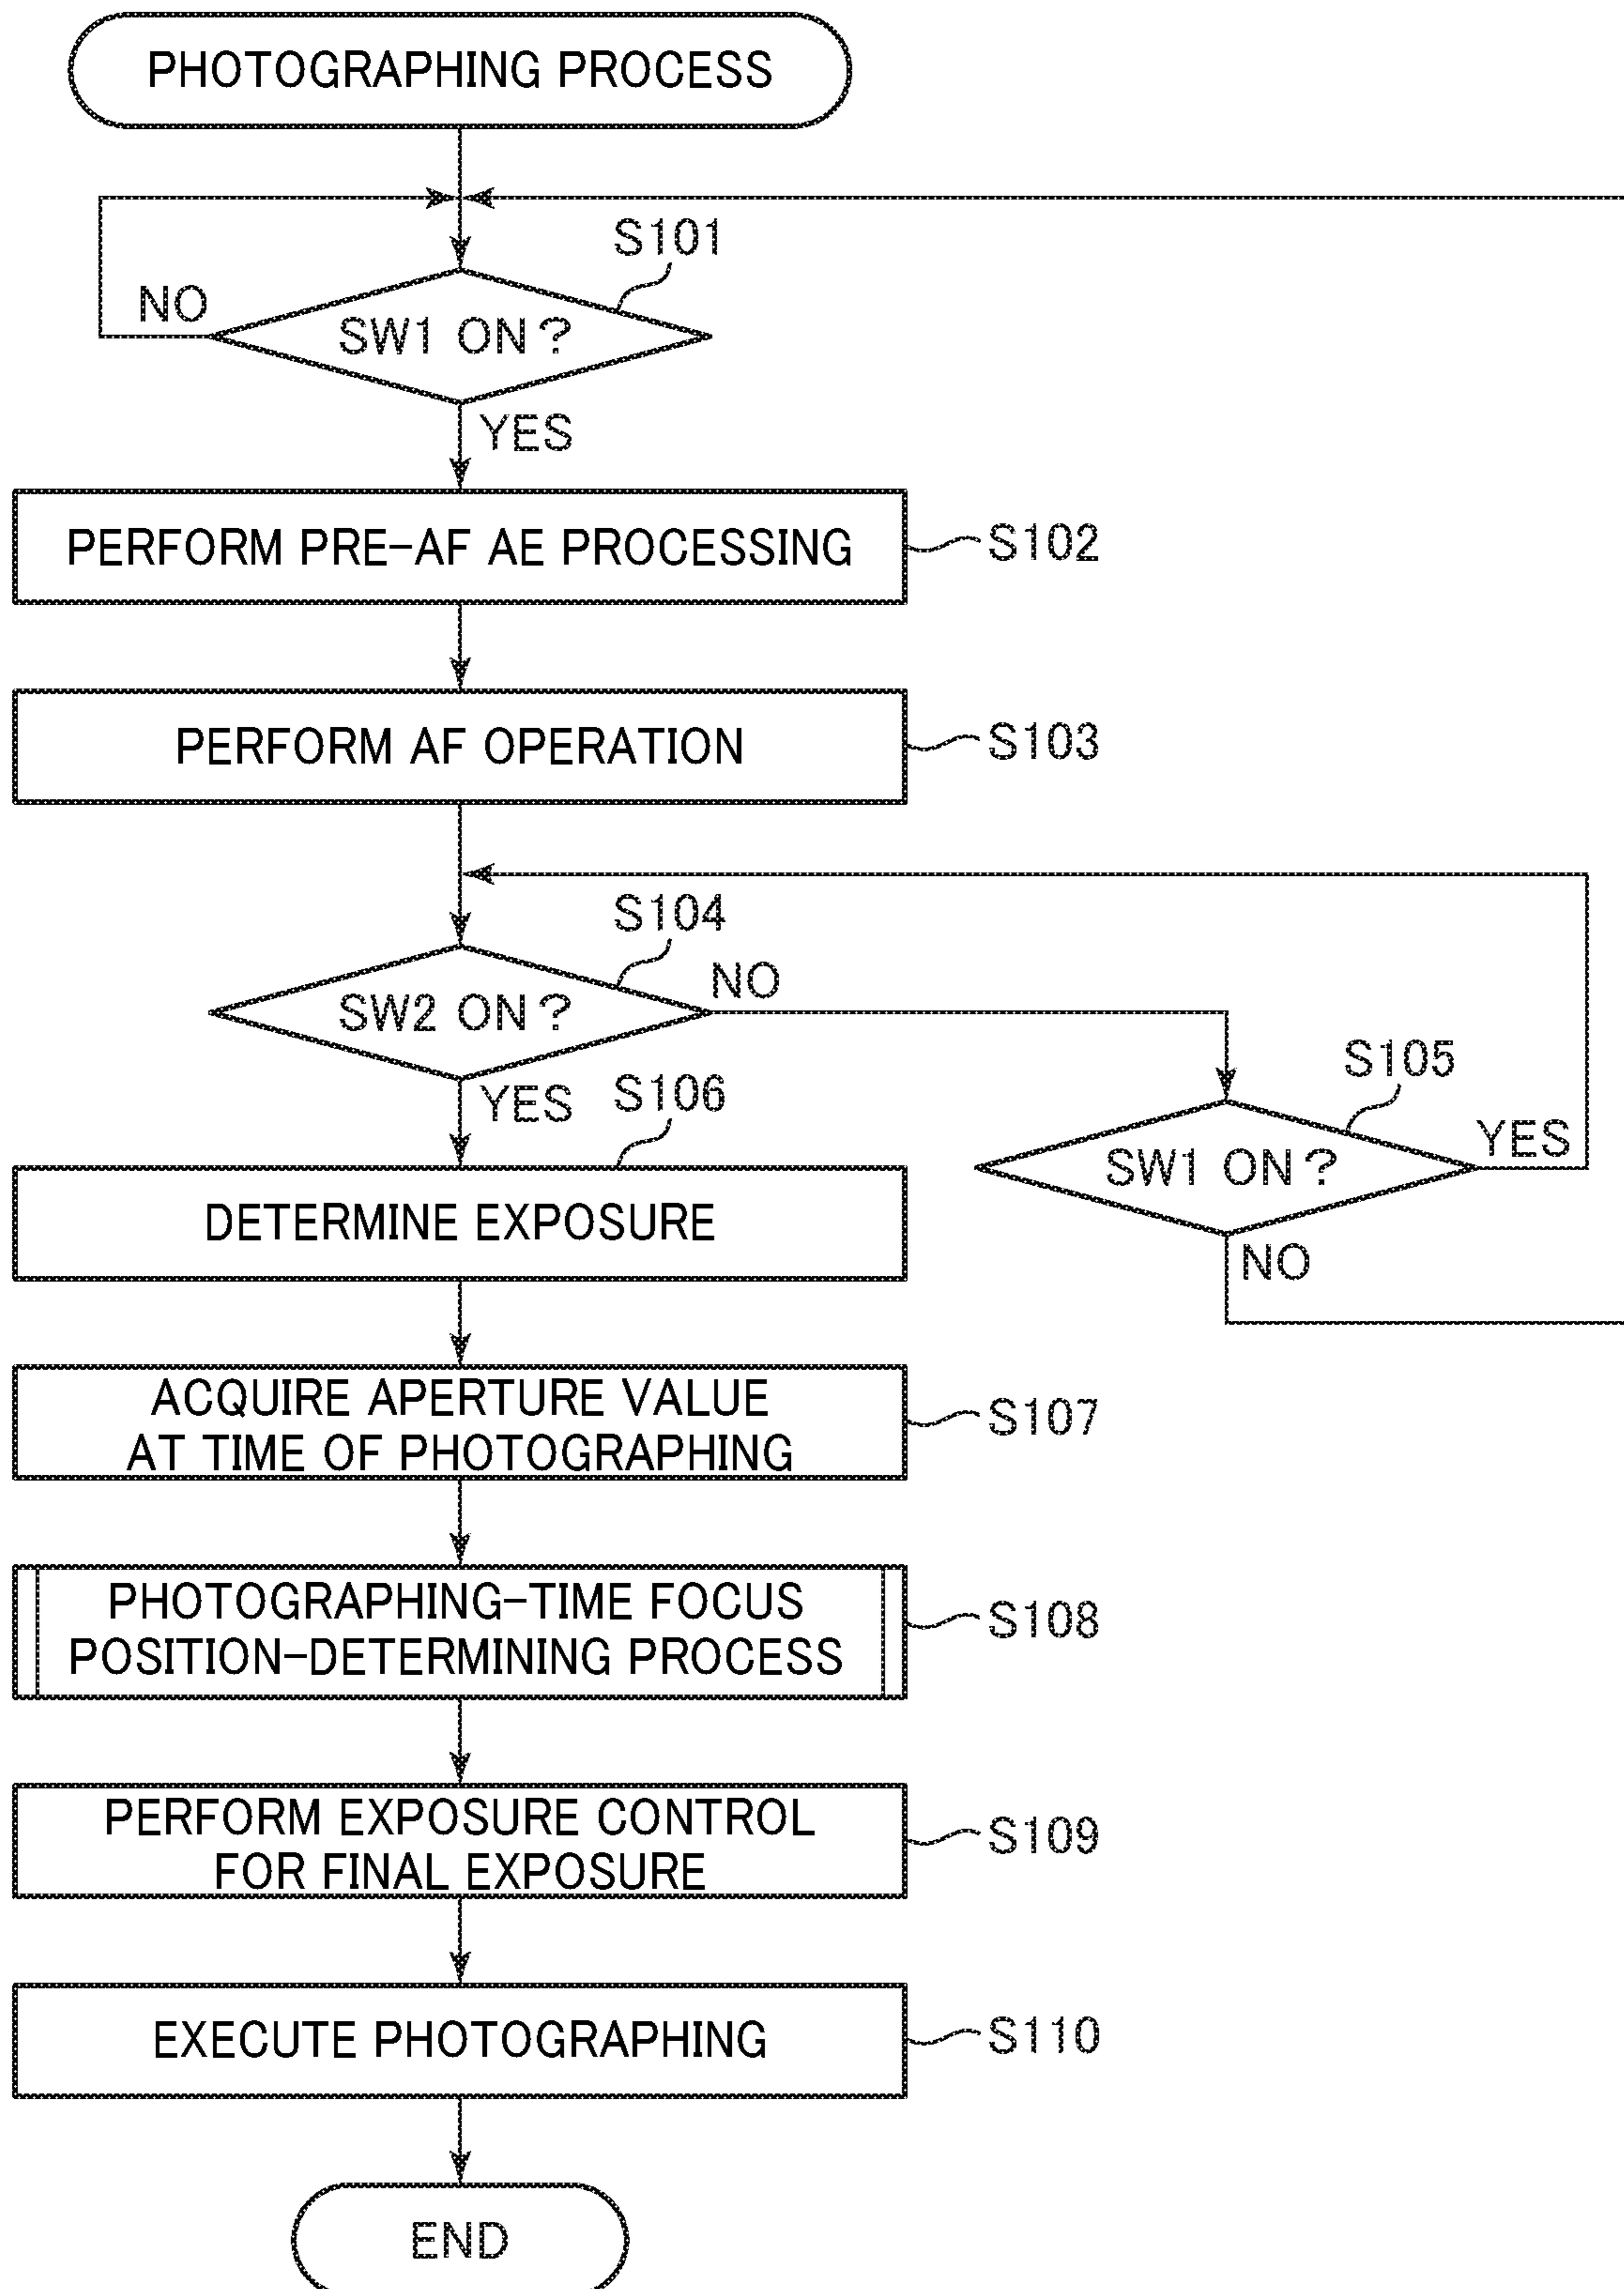 PHOTOGRAPHING PROCESS
S101
NO
SW1 ON?
YES
PERFORM PRE-AF AE PROCESSING
S102
PERFORM AF OPERATION
S103
S104
NO
SW2 ON?
YES
S106
S105
YES
SW1 ON?
NO
DETERMINE EXPOSURE
ACQUIRE APERTURE VALUE
AT TIME OF PHOTOGRAPHING
S107
PHOTOGRAPHING-TIME FOCUS
POSITION-DETERMINING PROCESS
S108
PERFORM EXPOSURE CONTROL
FOR FINAL EXPOSURE
S109
EXECUTE PHOTOGRAPHING
S110
END